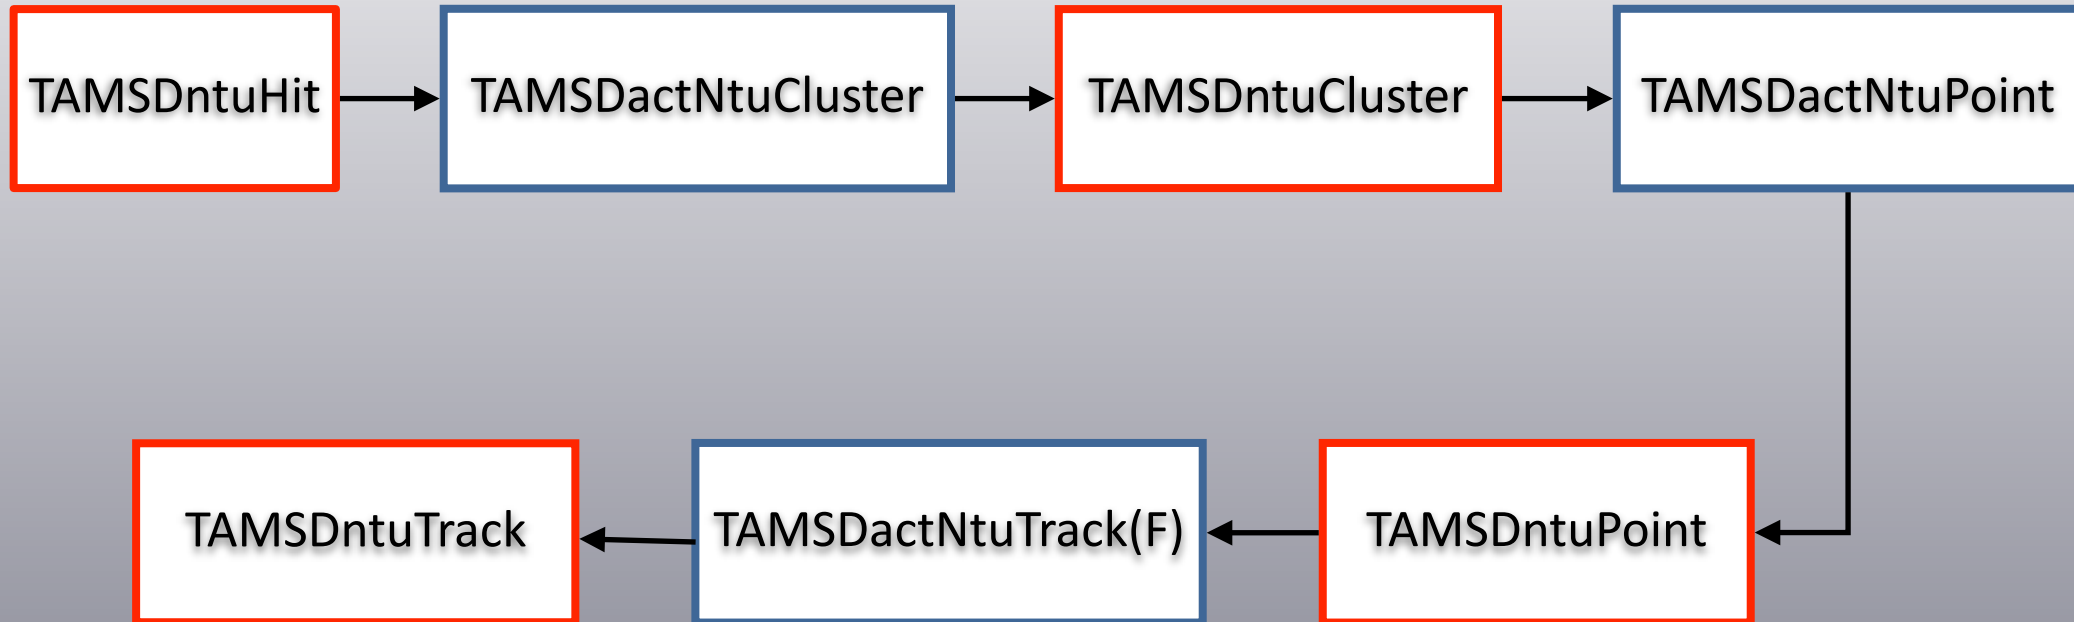 TAMSDntuHit
TAMSDactNtuCluster
TAMSDntuCluster
TAMSDactNtuPoint
TAMSDntuTrack
TAMSDactNtuTrack(F)
TAMSDntuPoint